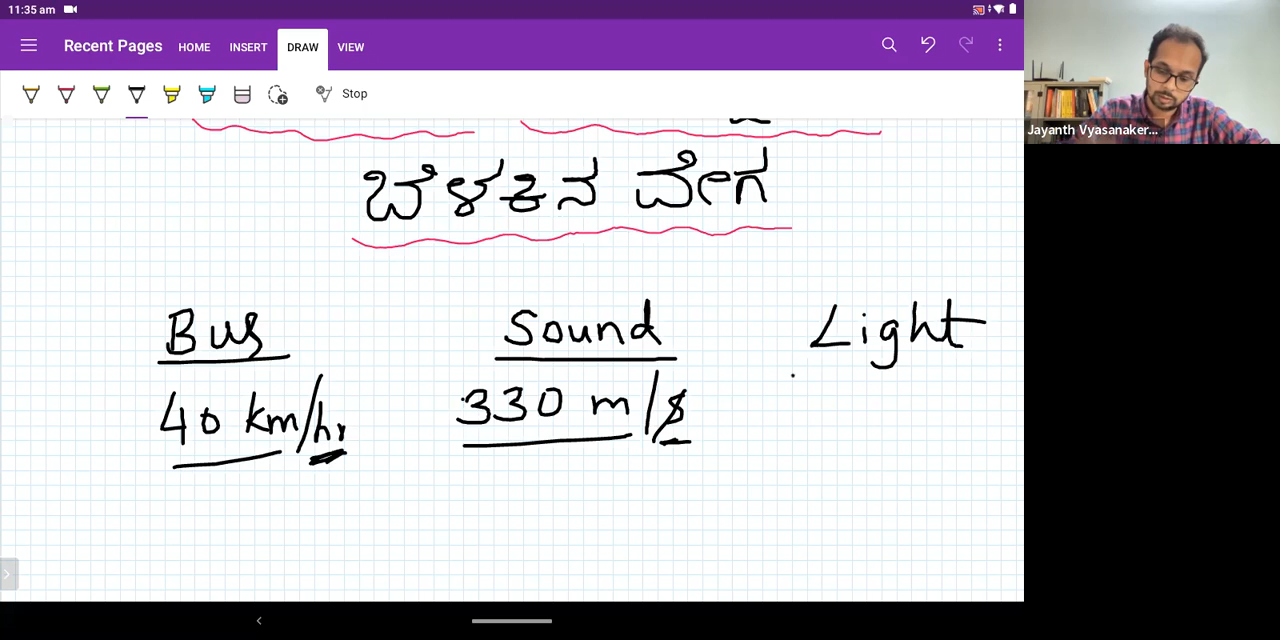 11:35 am
Recent Pages HOME INSERT DRAW VIEW
Stop
Jayanth Vyasanaker...
ಬೆಳಕಿನ ವೇಗ
Bus Sound Light
40 km/hr 330 m/s